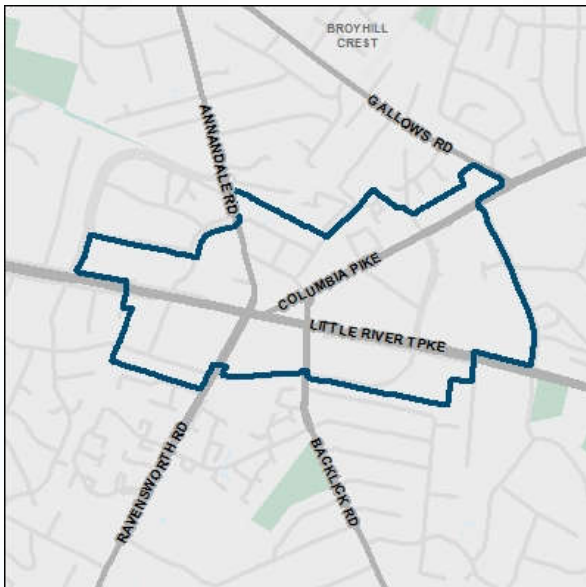 BROYHILL
CREST
GALLOWS RD
ANNANDALE RD
COLUMBIA PIKE
LITTLE RIVER TPKE
RAVENSWORTH RD
BACKLICK RD